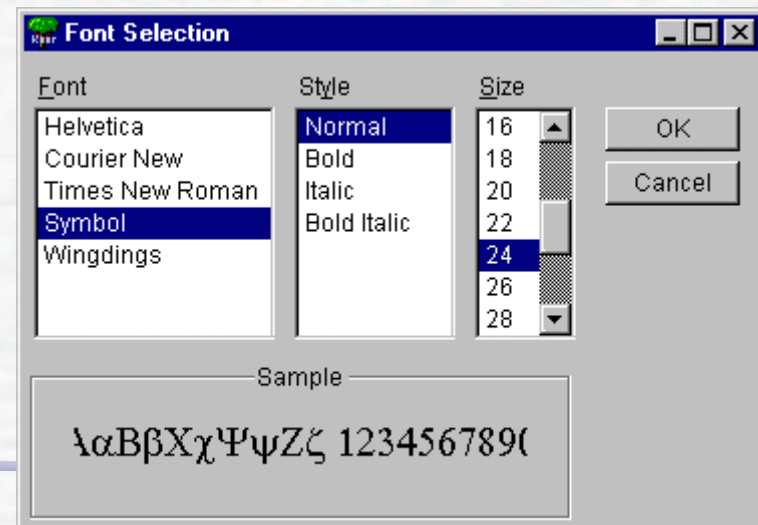 Font Selection
Font
Style
Size
Helvetica
Courier New
Times New Roman
Symbol
Wingdings
Normal
Bold
Italic
Bold Italic
16
18
20
22
24
26
28
OK
Cancel
Sample
αΒβΧχΨψΖζ 123456789